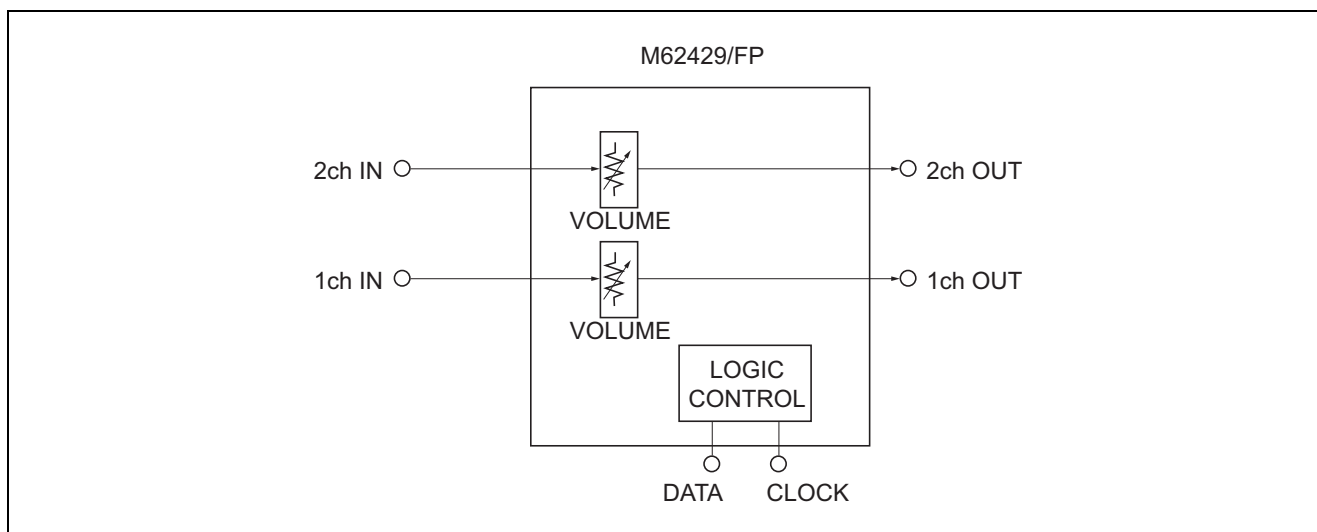 M62429/FP
2ch IN
2ch OUT
VOLUME
1ch IN
1ch OUT
VOLUME
LOGIC
CONTROL
DATA
CLOCK